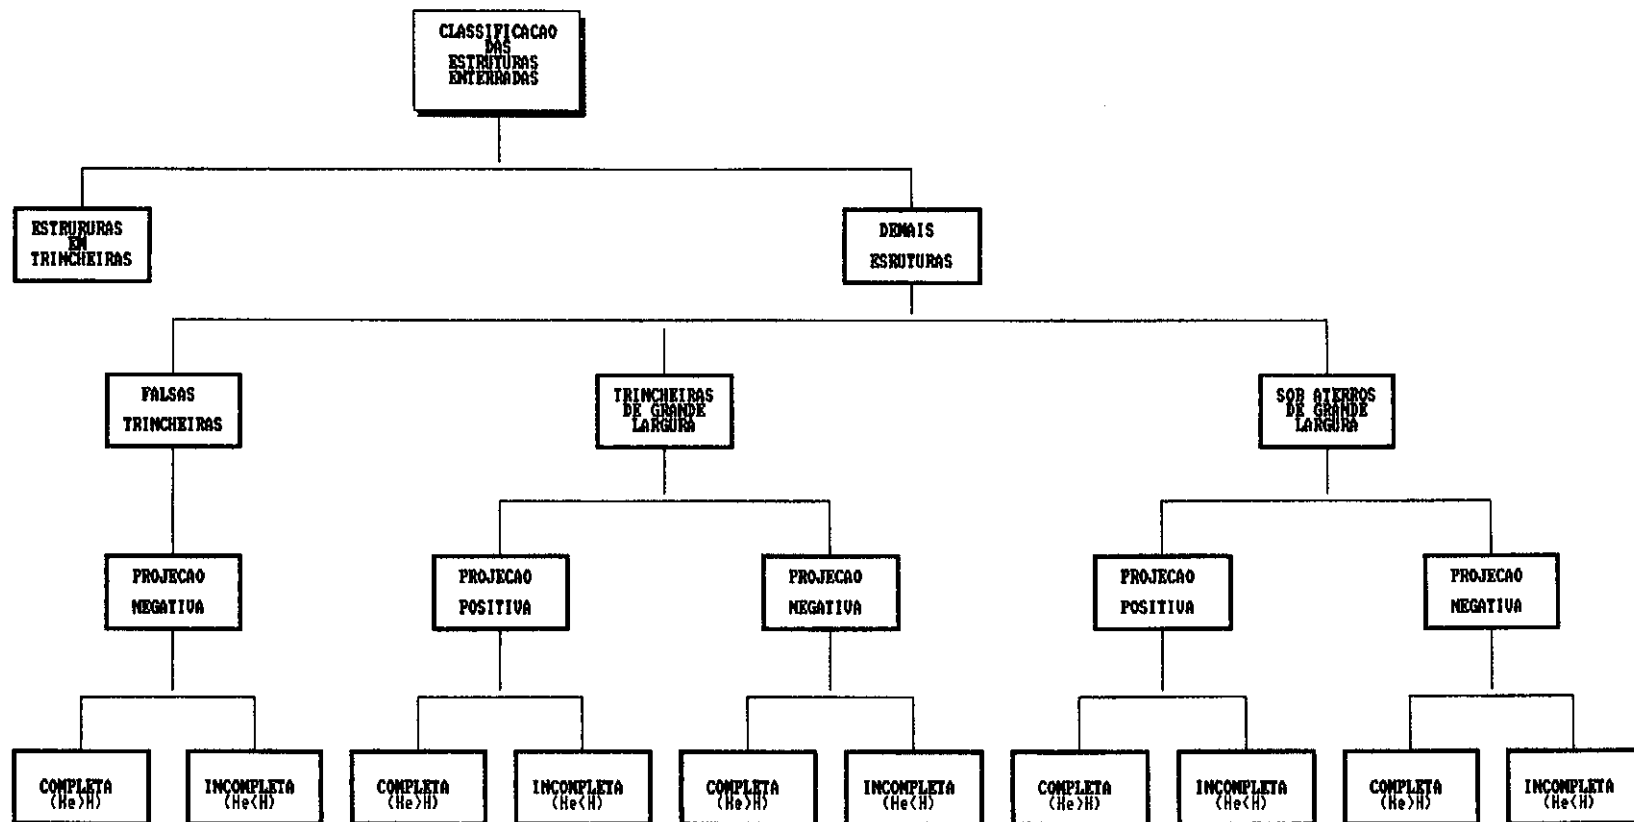 CLASSIFICACAO
DAS
ESTRUTURAS
ENTERRADAS
ESTRURURAS
EM
TRINCHEIRAS
DEMAIS
ESRUTURAS
FALSAS
TRINCHEIRAS
TRINCHEIRAS
DE GRANDE
LARGURA
SOB ATERROS
DE GRANDE
LARGURA
PROJECAO
NEGATIVA
PROJECAO
POSITIVA
PROJECAO
NEGATIVA
PROJECAO
POSITIVA
PROJECAO
NEGATIVA
COMPLETA
(He>H)
INCOMPLETA
(He<H)
COMPLETA
(He>H)
INCOMPLETA
(He<H)
COMPLETA
(He>H)
INCOMPLETA
(He<H)
COMPLETA
(He>H)
INCOMPLETA
(He<H)
COMPLETA
(He>H)
INCOMPLETA
(He<H)